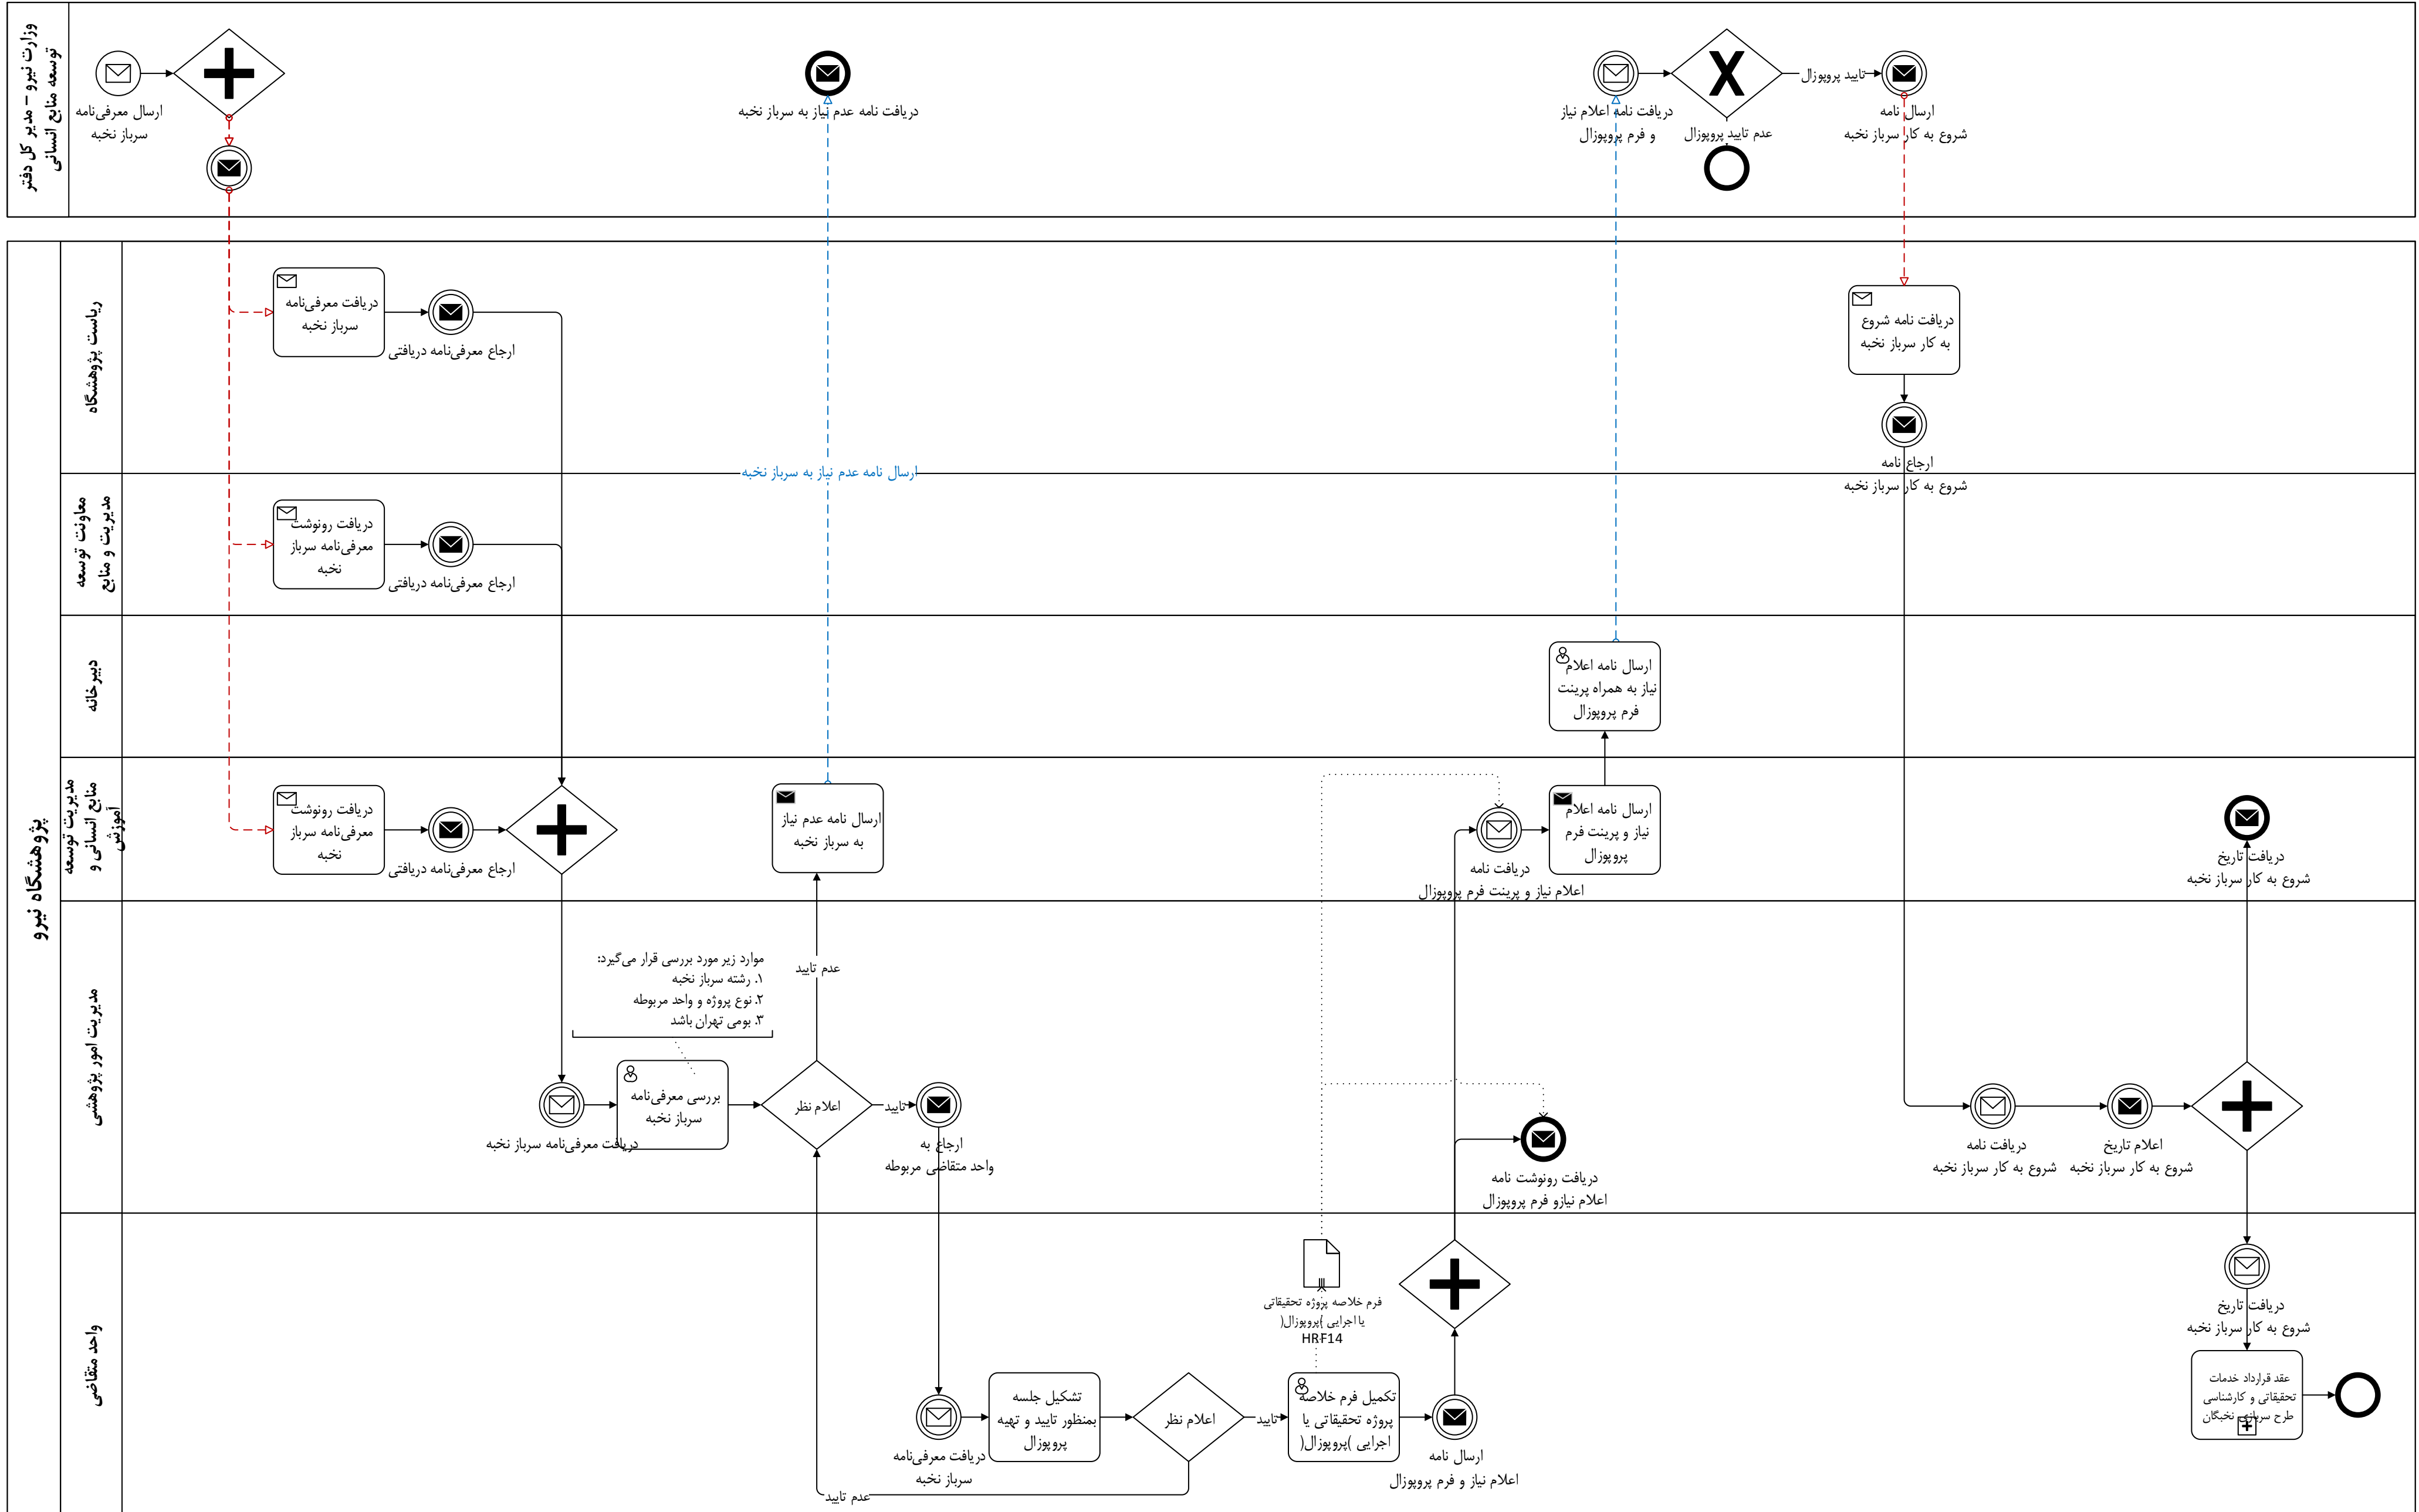 وزارت نیرو – مدیر کل دفتر
توسعه منابع انسانی
ارسال معرفی‌نامه
سرباز نخبه
دریافت نامه عدم نیاز به سرباز نخبه
دریافت نامه اعلام نیاز
و فرم پروپوزال
عدم تایید پروپوزال
تایید پروپوزال
ارسال نامه
شروع به کار سرباز نخبه
پژوهشگاه نیرو
ریاست پژوهشگاه
دریافت معرفی‌نامه
سرباز نخبه
ارجاع معرفی‌نامه دریافتی
دریافت نامه شروع
به کار سرباز نخبه
ارجاع نامه
شروع به کار سرباز نخبه
ارسال نامه عدم نیاز به سرباز نخبه
معاونت توسعه
مدیریت و منابع
دریافت رونوشت
معرفی‌نامه سرباز
نخبه
ارجاع معرفی‌نامه دریافتی
دبیرخانه
ارسال نامه اعلام
نیاز به همراه پرینت
فرم پروپوزال
مدیریت توسعه
منابع انسانی و
آموزش
دریافت رونوشت
معرفی‌نامه سرباز
نخبه
ارجاع معرفی‌نامه دریافتی
ارسال نامه عدم نیاز
به سرباز نخبه
دریافت نامه
اعلام نیاز و پرینت فرم پروپوزال
ارسال نامه اعلام
نیاز و پرینت فرم
پروپوزال
دریافت تاریخ
شروع به کار سرباز نخبه
مدیریت امور پژوهشی
موارد زیر مورد بررسی قرار می‌گیرد:
۱. رشته سرباز نخبه
۲. نوع پروژه و واحد مربوطه
۳. بومی تهران باشد
عدم تایید
دریافت معرفی‌نامه سرباز نخبه
بررسی معرفی‌نامه
سرباز نخبه
اعلام نظر
تایید
ارجاع به
واحد متقاضی مربوطه
دریافت رونوشت نامه
اعلام نیازو فرم پروپوزال
دریافت نامه
شروع به کار سرباز نخبه
اعلام تاریخ
شروع به کار سرباز نخبه
واحد متقاضی
فرم خلاصه پروژه تحقیقاتی
یا اجرایی )پروپوزال(
HRF14
دریافت معرفی‌نامه
سرباز نخبه
تشکیل جلسه
بمنظور تایید و تهیه
پروپوزال
اعلام نظر
تایید
عدم تایید
تکمیل فرم خلاصه
پروژه تحقیقاتی یا
اجرایی )پروپوزال(
ارسال نامه
اعلام نیاز و فرم پروپوزال
دریافت تاریخ
شروع به کار سرباز نخبه
عقد قرارداد خدمات
تحقیقاتی و کارشناسی
طرح سربازی نخبگان